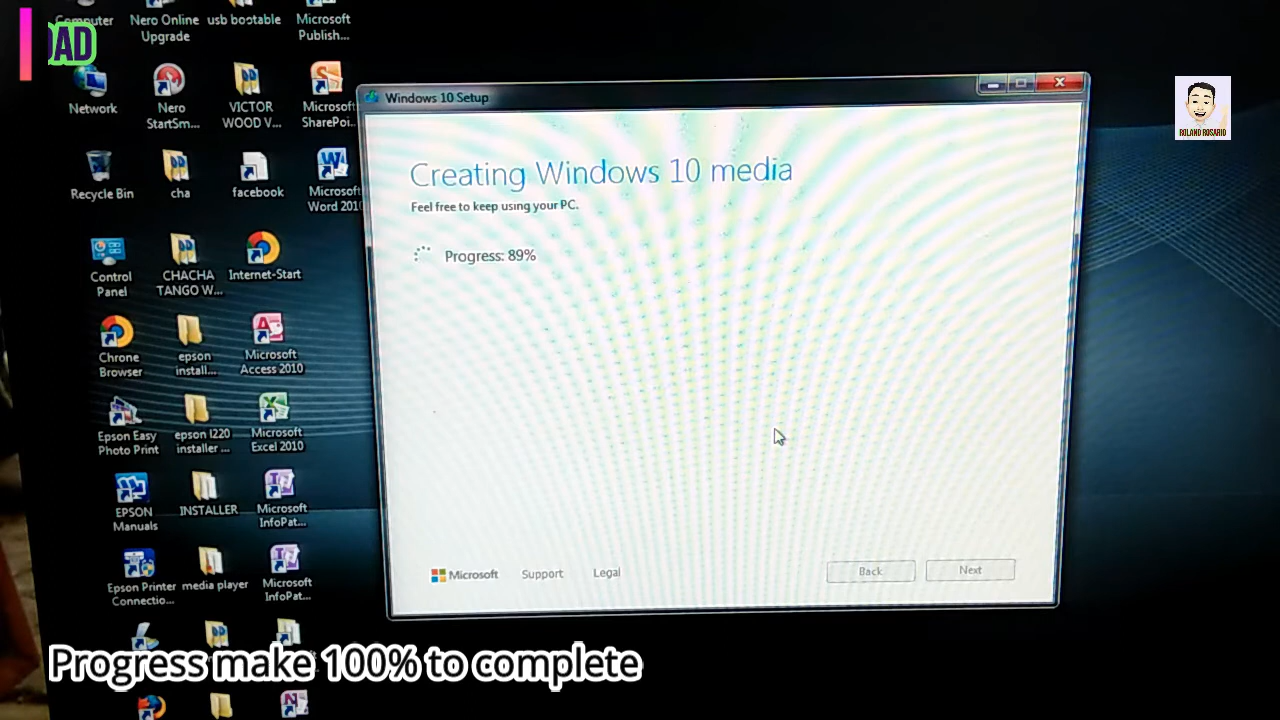 Computer
Nero Online
Upgrade
usb bootable
Microsoft
Publish...
OAD
Network
Nero
StartSm...
VICTOR
WOOD V...
Microsoft
SharePoi...
Windows 10 Setup
ROLAND ROSARIO
Creating Windows 10 media
Feel free to keep using your PC.
Progress: 89%
Recycle Bin
cha
facebook
Microsoft
Word 2010
Control
Panel
CHACHA
TANGO W...
Internet-Start
Chrome
Browser
epson
install...
Microsoft
Access 2010
Epson Easy
Photo Print
epson l220
installer ...
Microsoft
Excel 2010
EPSON
Manuals
INSTALLER
Microsoft
InfoPat...
Epson Printer
Connectio...
media player
Microsoft
InfoPat...
Microsoft
Support
Legal
Back
Next
Progress make 100% to complete